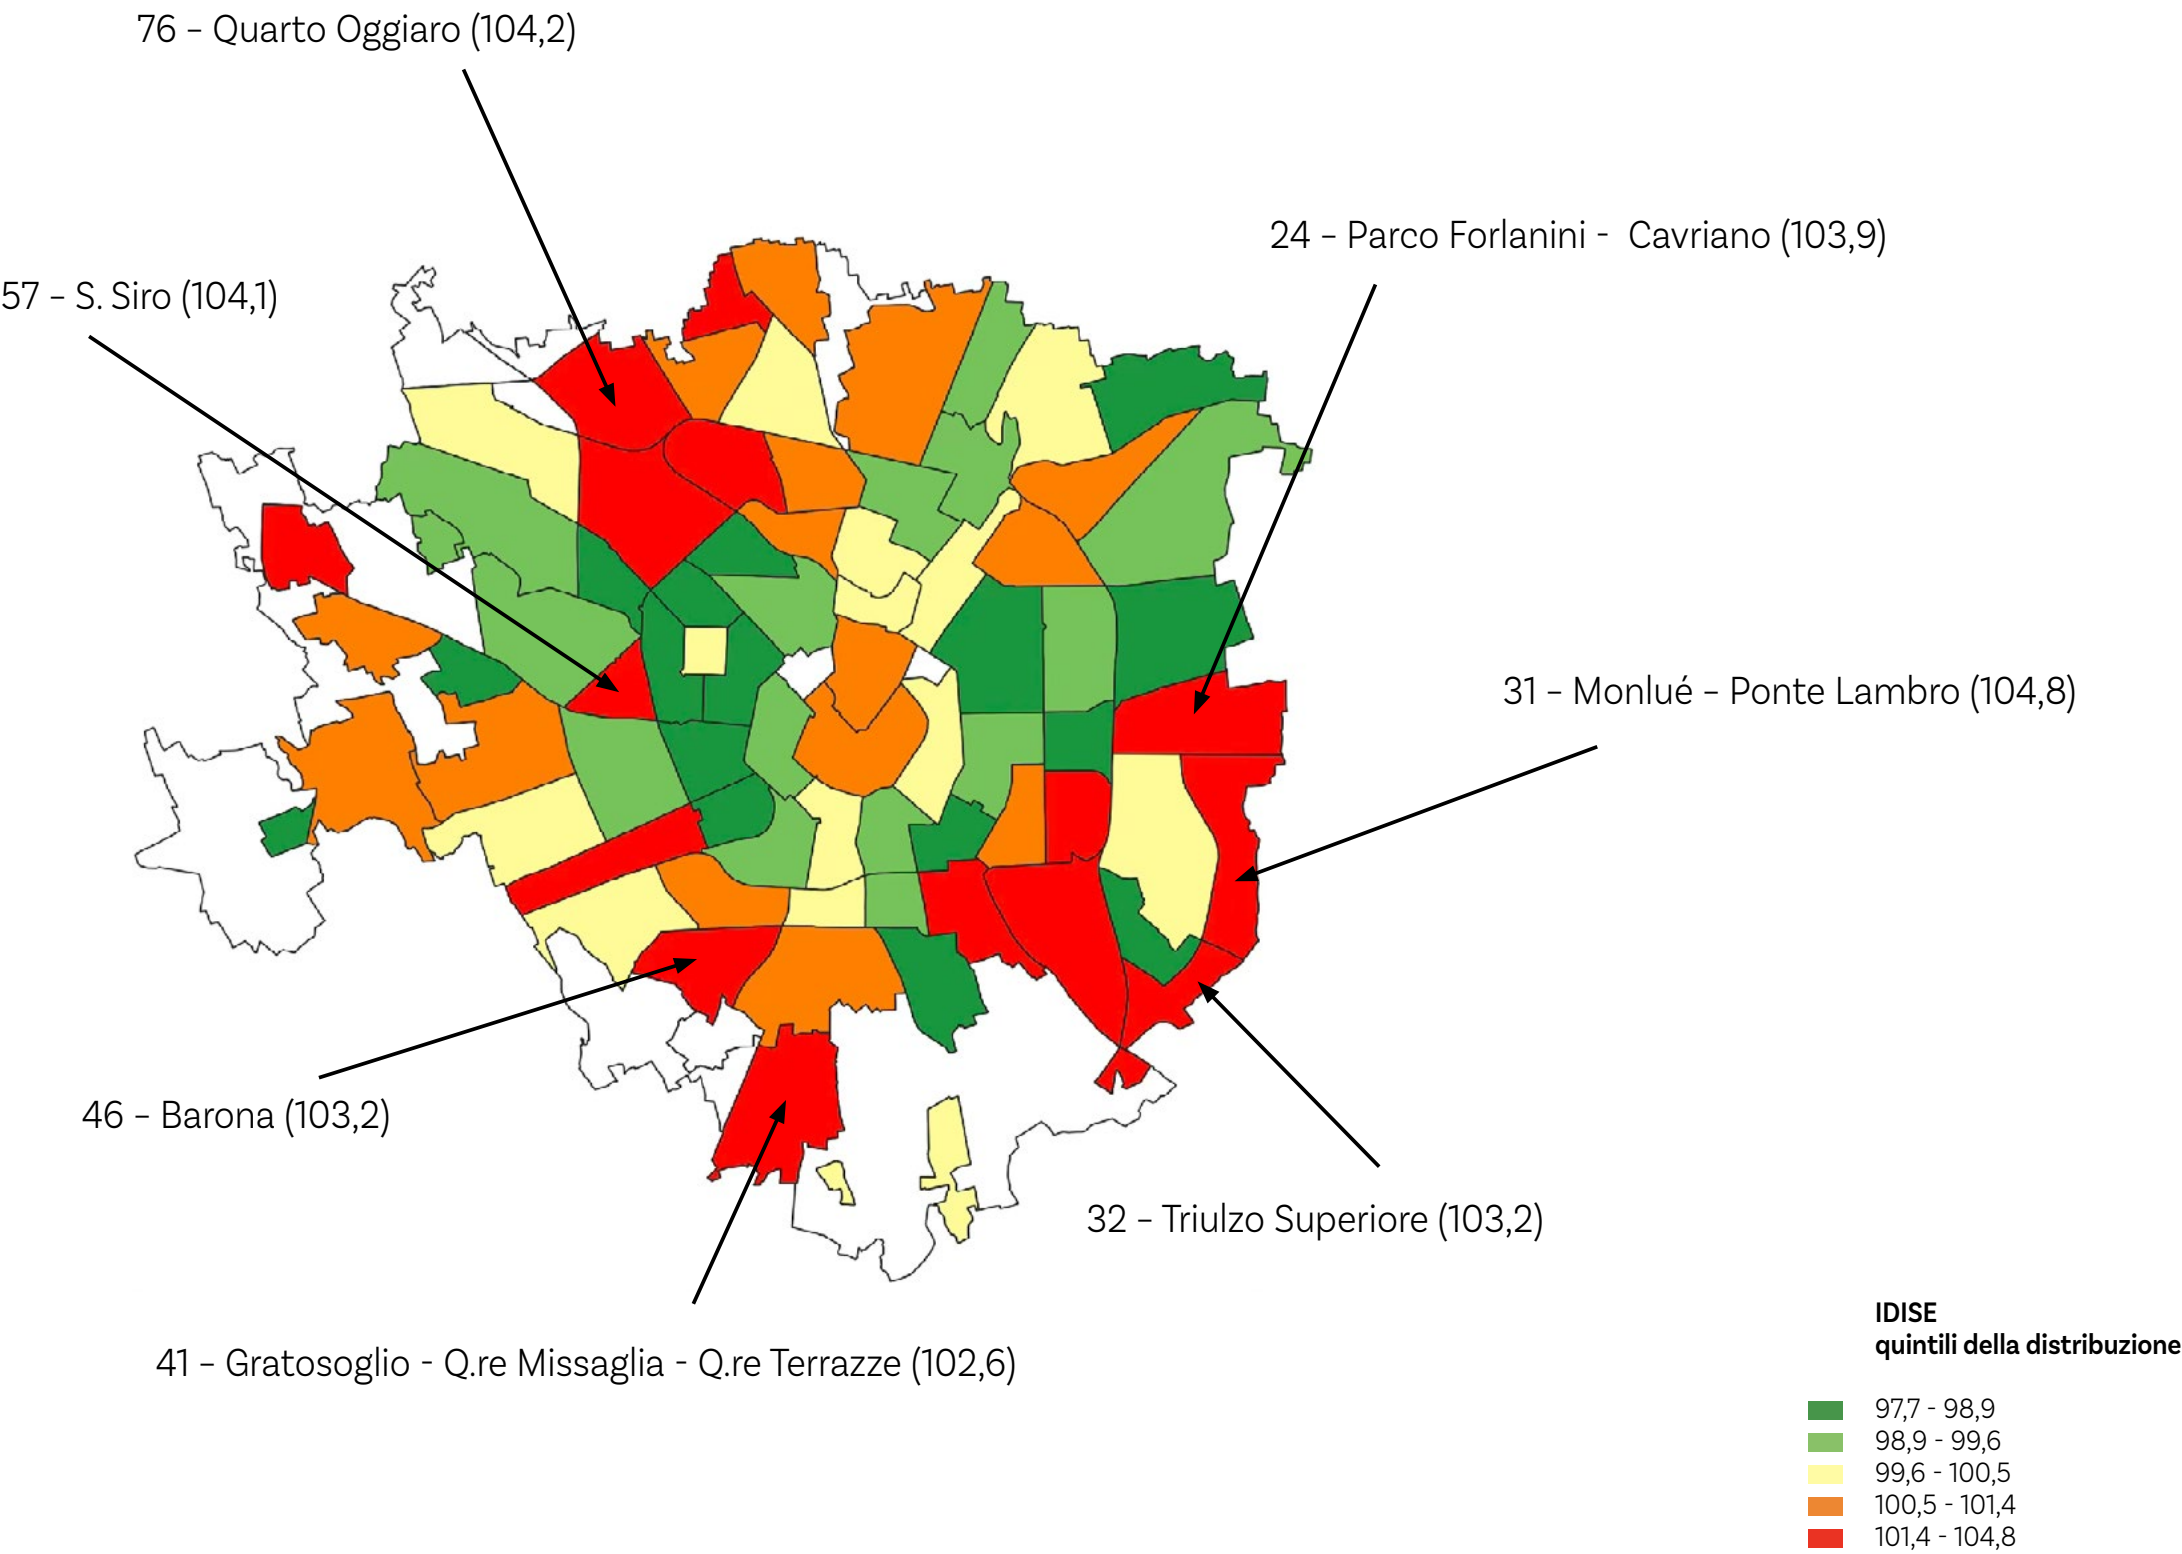 76 – Quarto Oggiaro (104,2)
24 – Parco Forlanini - Cavriano (103,9)
57 – S. Siro (104,1)
31 – Monlué – Ponte Lambro (104,8)
46 – Barona (103,2)
32 – Triulzo Superiore (103,2)
41 – Gratosoglio - Q.re Missaglia - Q.re Terrazze (102,6)
IDISE
quintili della distribuzione
97,7 - 98,9
98,9 - 99,6
99,6 - 100,5
100,5 - 101,4
101,4 - 104,8